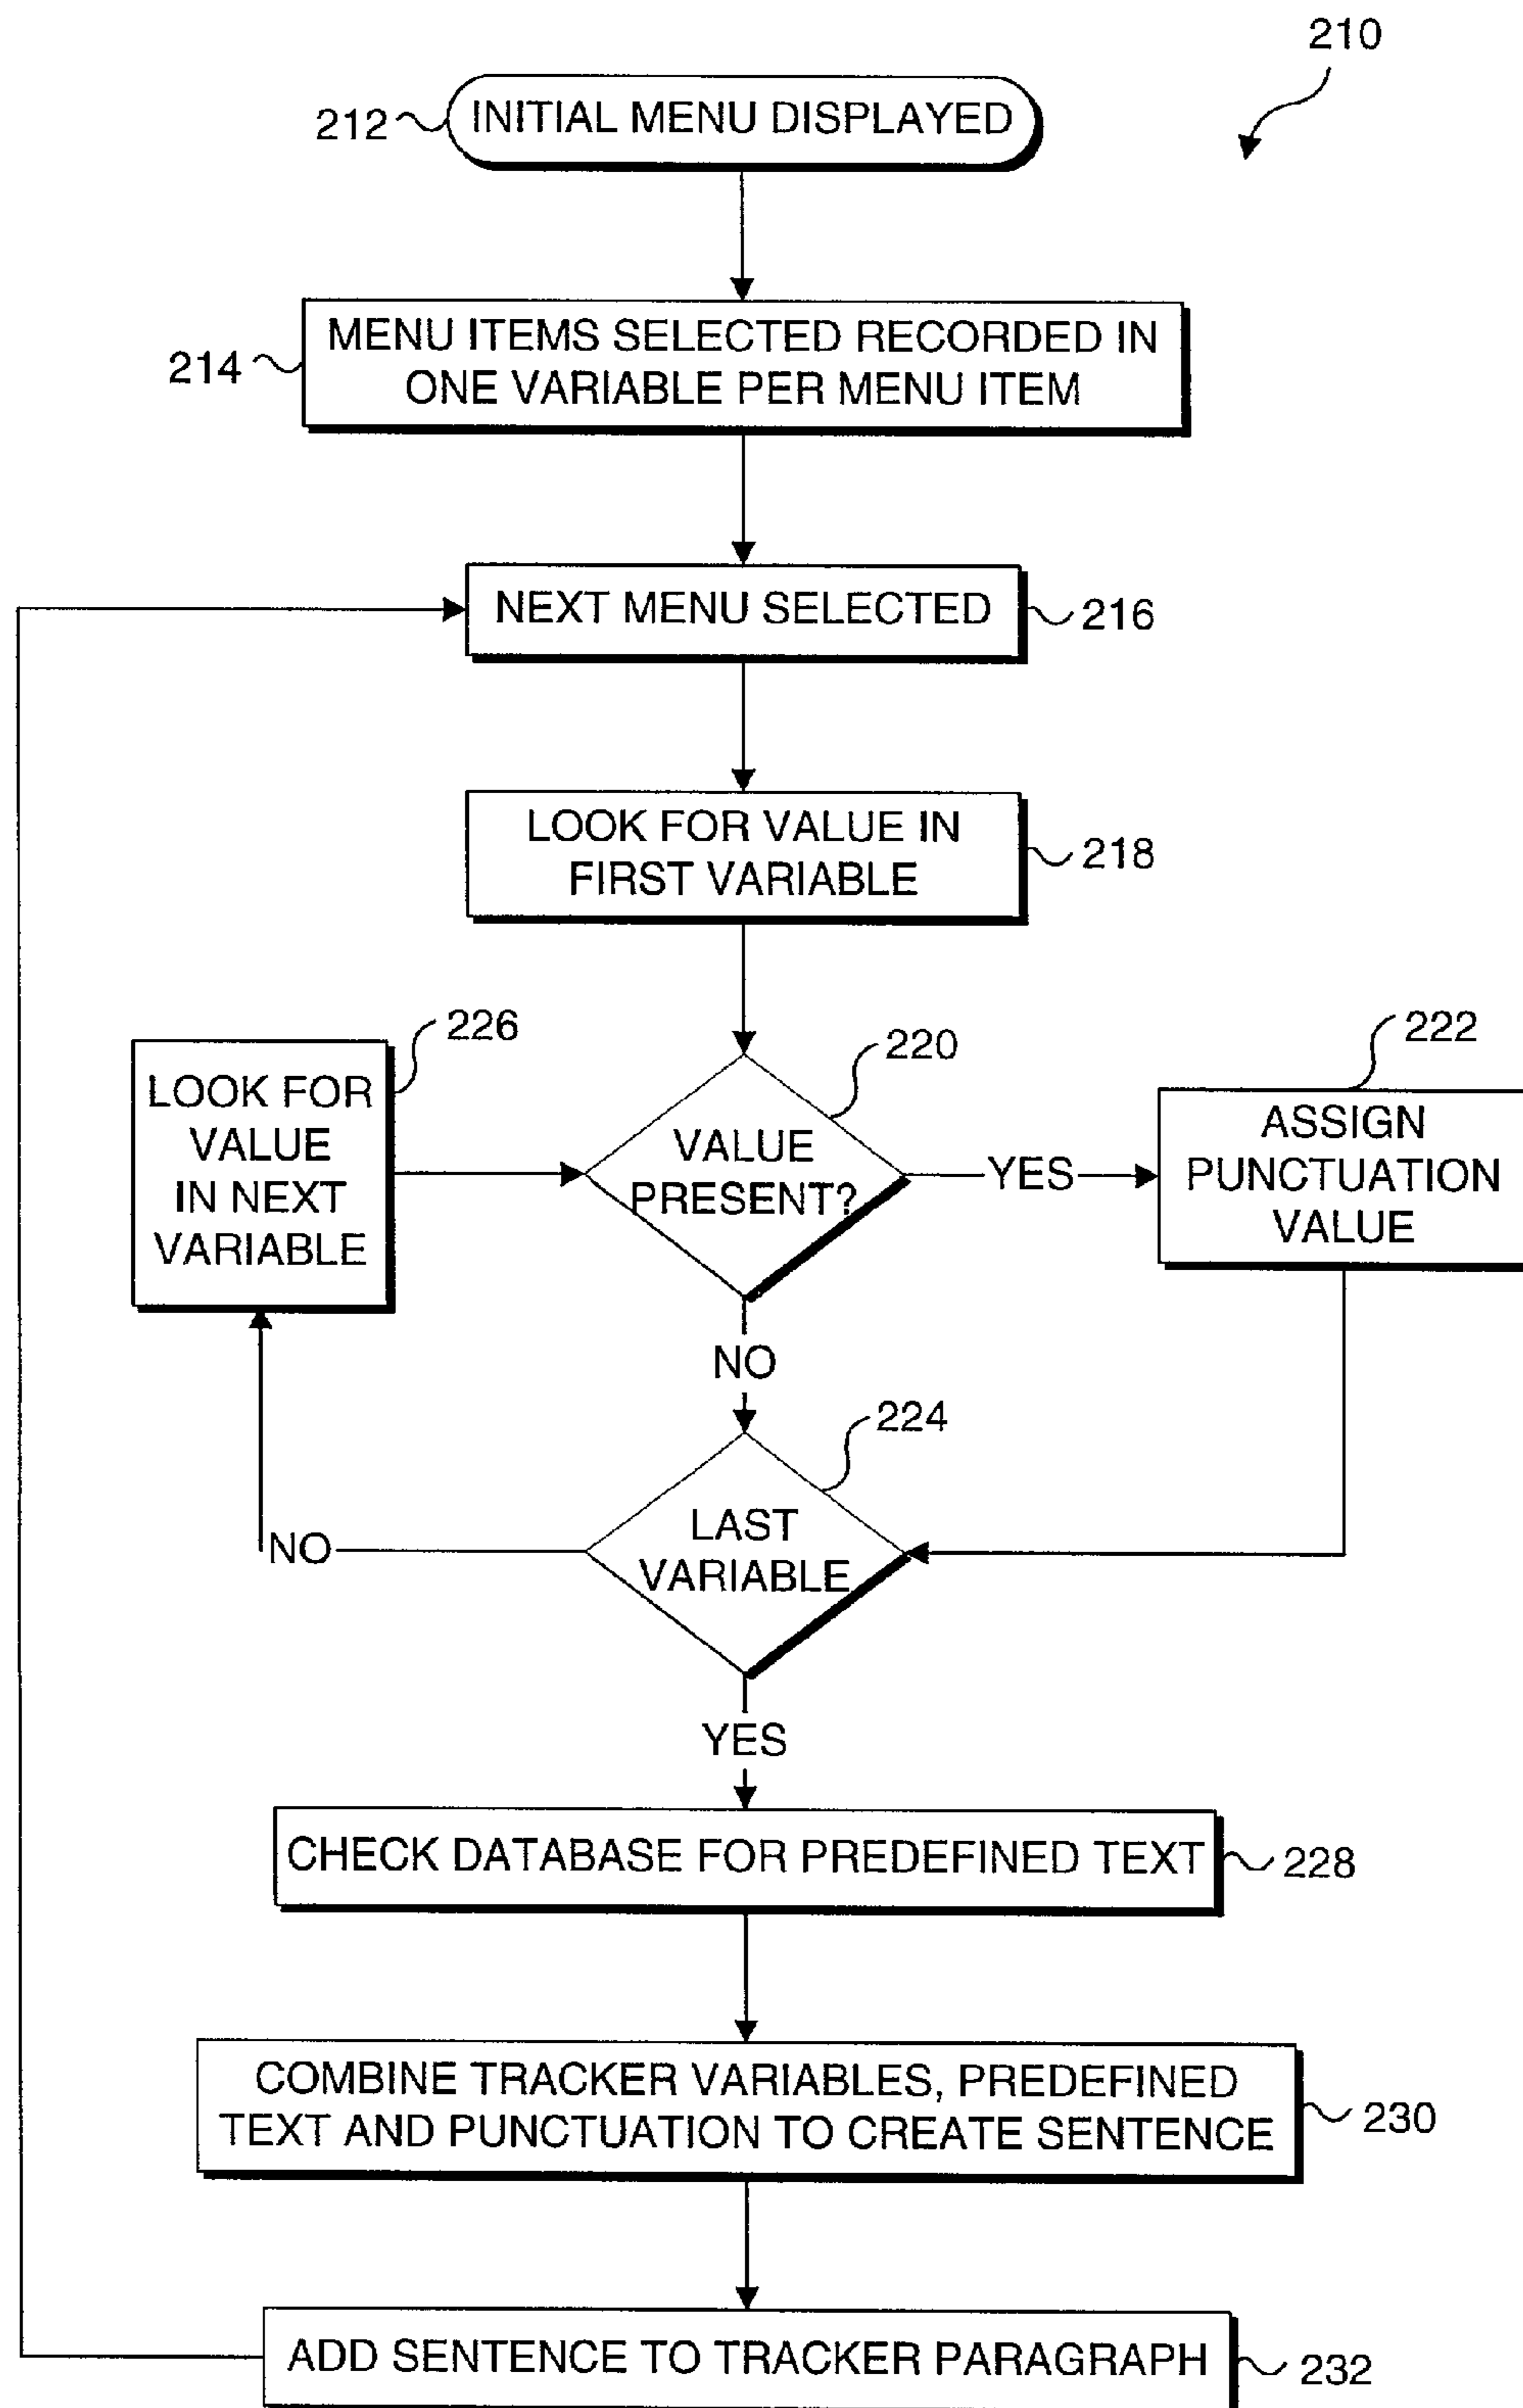 210
212
INITIAL MENU DISPLAYED
214
MENU ITEMS SELECTED RECORDED IN
ONE VARIABLE PER MENU ITEM
NEXT MENU SELECTED
216
LOOK FOR VALUE IN
FIRST VARIABLE
218
226
LOOK FOR
VALUE
IN NEXT
VARIABLE
220
VALUE
PRESENT?
YES
222
ASSIGN
PUNCTUATION
VALUE
NO
224
LAST
VARIABLE
NO
YES
CHECK DATABASE FOR PREDEFINED TEXT
228
COMBINE TRACKER VARIABLES, PREDEFINED
TEXT AND PUNCTUATION TO CREATE SENTENCE
230
ADD SENTENCE TO TRACKER PARAGRAPH
232